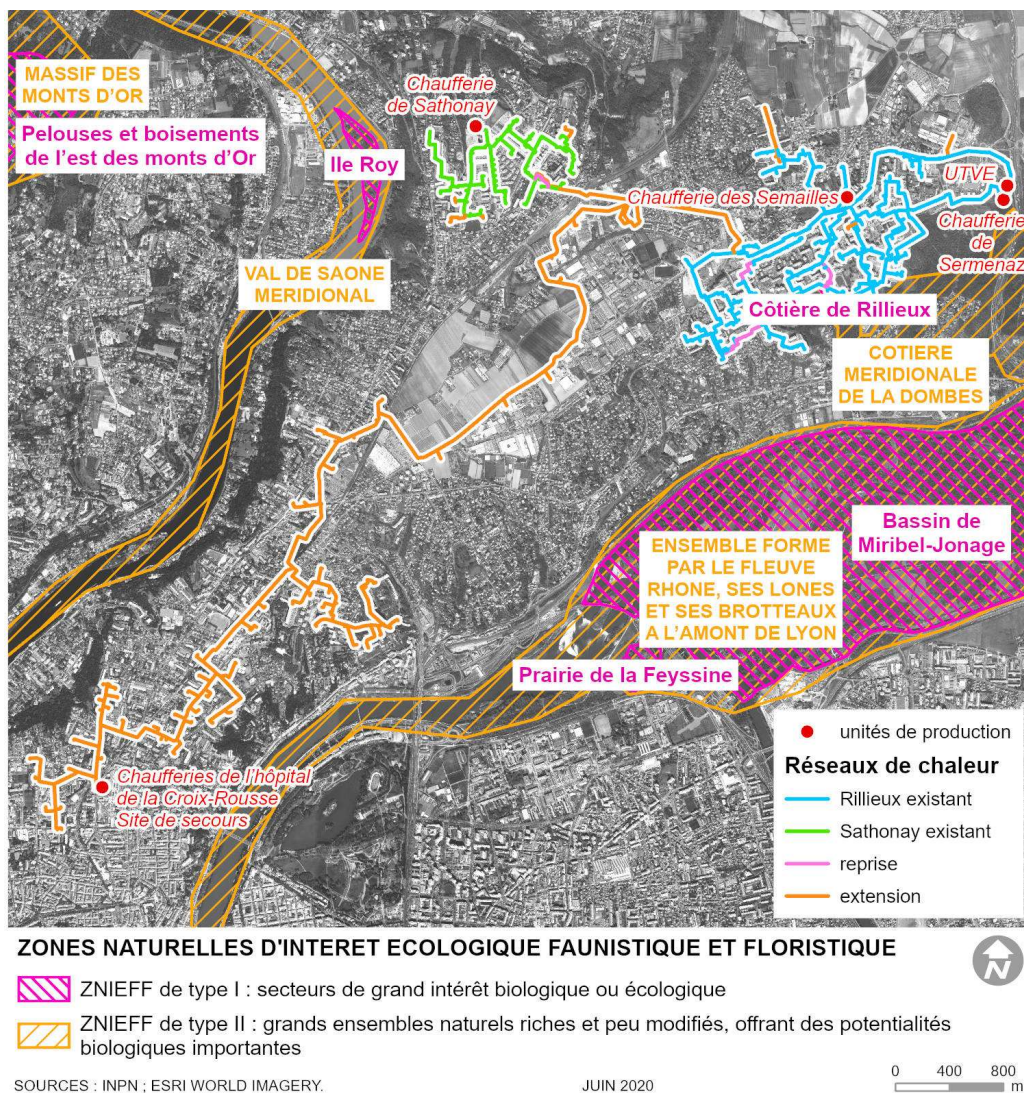 MASSIF DES
MONTS D'OR
Pelouses et boisements
de l'est des monts d'Or
Ile Roy
Chaufferie
de Sathonay
VAL DE SAONE
MERIDIONAL
Chaufferie des Semailles
UTVE
Chaufferie
de
Sermenaz
Côtière de Rillieux
COTIERE
MERIDIONALE
DE LA DOMBES
Bassin de
Miribel-Jonage
ENSEMBLE FORME
PAR LE FLEUVE
RHONE, SES LONES
ET SES BROTTEAUX
A L'AMONT DE LYON
Prairie de la Feyssine
Chaufferies de l'hôpital
de la Croix-Rousse
Site de secours
unités de production
Réseaux de chaleur
Rillieux existant
Sathonay existant
reprise
extension
ZONES NATURELLES D'INTERET ECOLOGIQUE FAUNISTIQUE ET FLORISTIQUE
N
ZNIEFF de type I : secteurs de grand intérêt biologique ou écologique
ZNIEFF de type II : grands ensembles naturels riches et peu modifiés, offrant des potentialités
biologiques importantes
SOURCES : INPN ; ESRI WORLD IMAGERY.
JUIN 2020
0 400 800
m